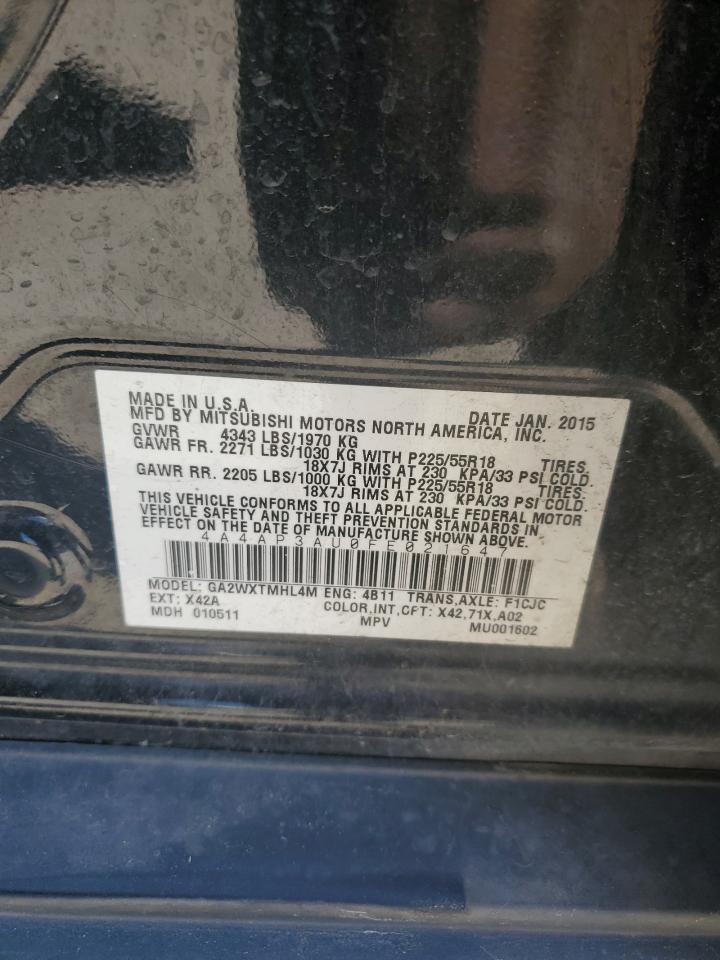 MADE IN U.S.A. DATE JAN. 2015
MFD BY MITSUBISHI MOTORS NORTH AMERICA, INC.
GVWR 4343 LBS/1970 KG
GAWR FR. 2271 LBS/1030 KG WITH P225/55R18 TIRES,
18X7J RIMS AT 230 KPA/33 PSI COLD.
GAWR RR. 2205 LBS/1000 KG WITH P225/55R18 TIRES,
18X7J RIMS AT 230 KPA/33 PSI COLD.
THIS VEHICLE CONFORMS TO ALL APPLICABLE FEDERAL MOTOR
VEHICLE SAFETY AND THEFT PREVENTION STANDARDS IN
EFFECT ON THE DATE OF MANUFACTURE SHOWN ABOVE.
4A4AP3AU0FE021647
MODEL: GA2WXTMHL4M ENG: 4B11 TRANS,AXLE: F1CJC
EXT: X42A COLOR,INT,CFT: X42,71X,A02
MDH 010511 MPV MU001602